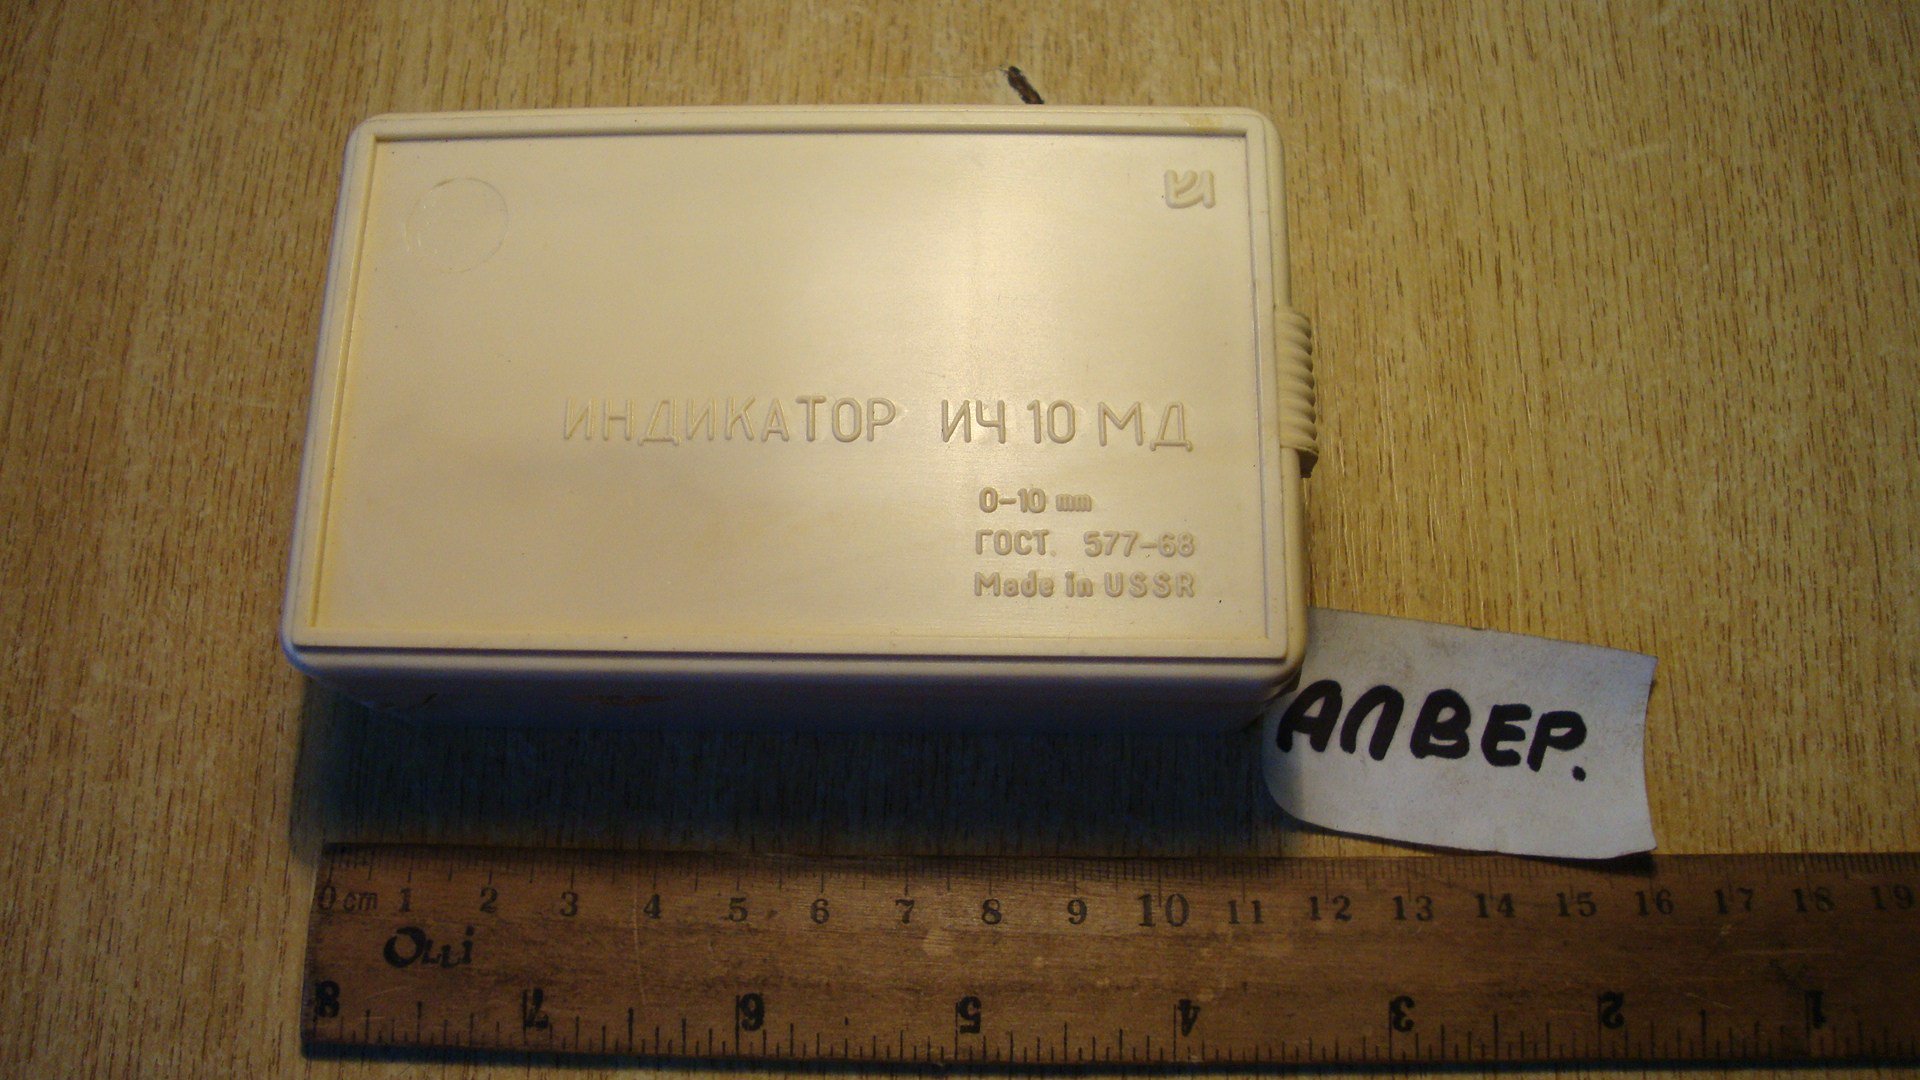 ИНДИКАТОР ИЧ 10 МД
0-10 mm
ГОСТ. 577-68
Made in USSR
АЛВЕР.
0 cm 1 2 3 4 5 6 7 8 9 10 11 12 13 14 15 16 17 18 19
OLLi
8 7 6 5 4 3 2 1